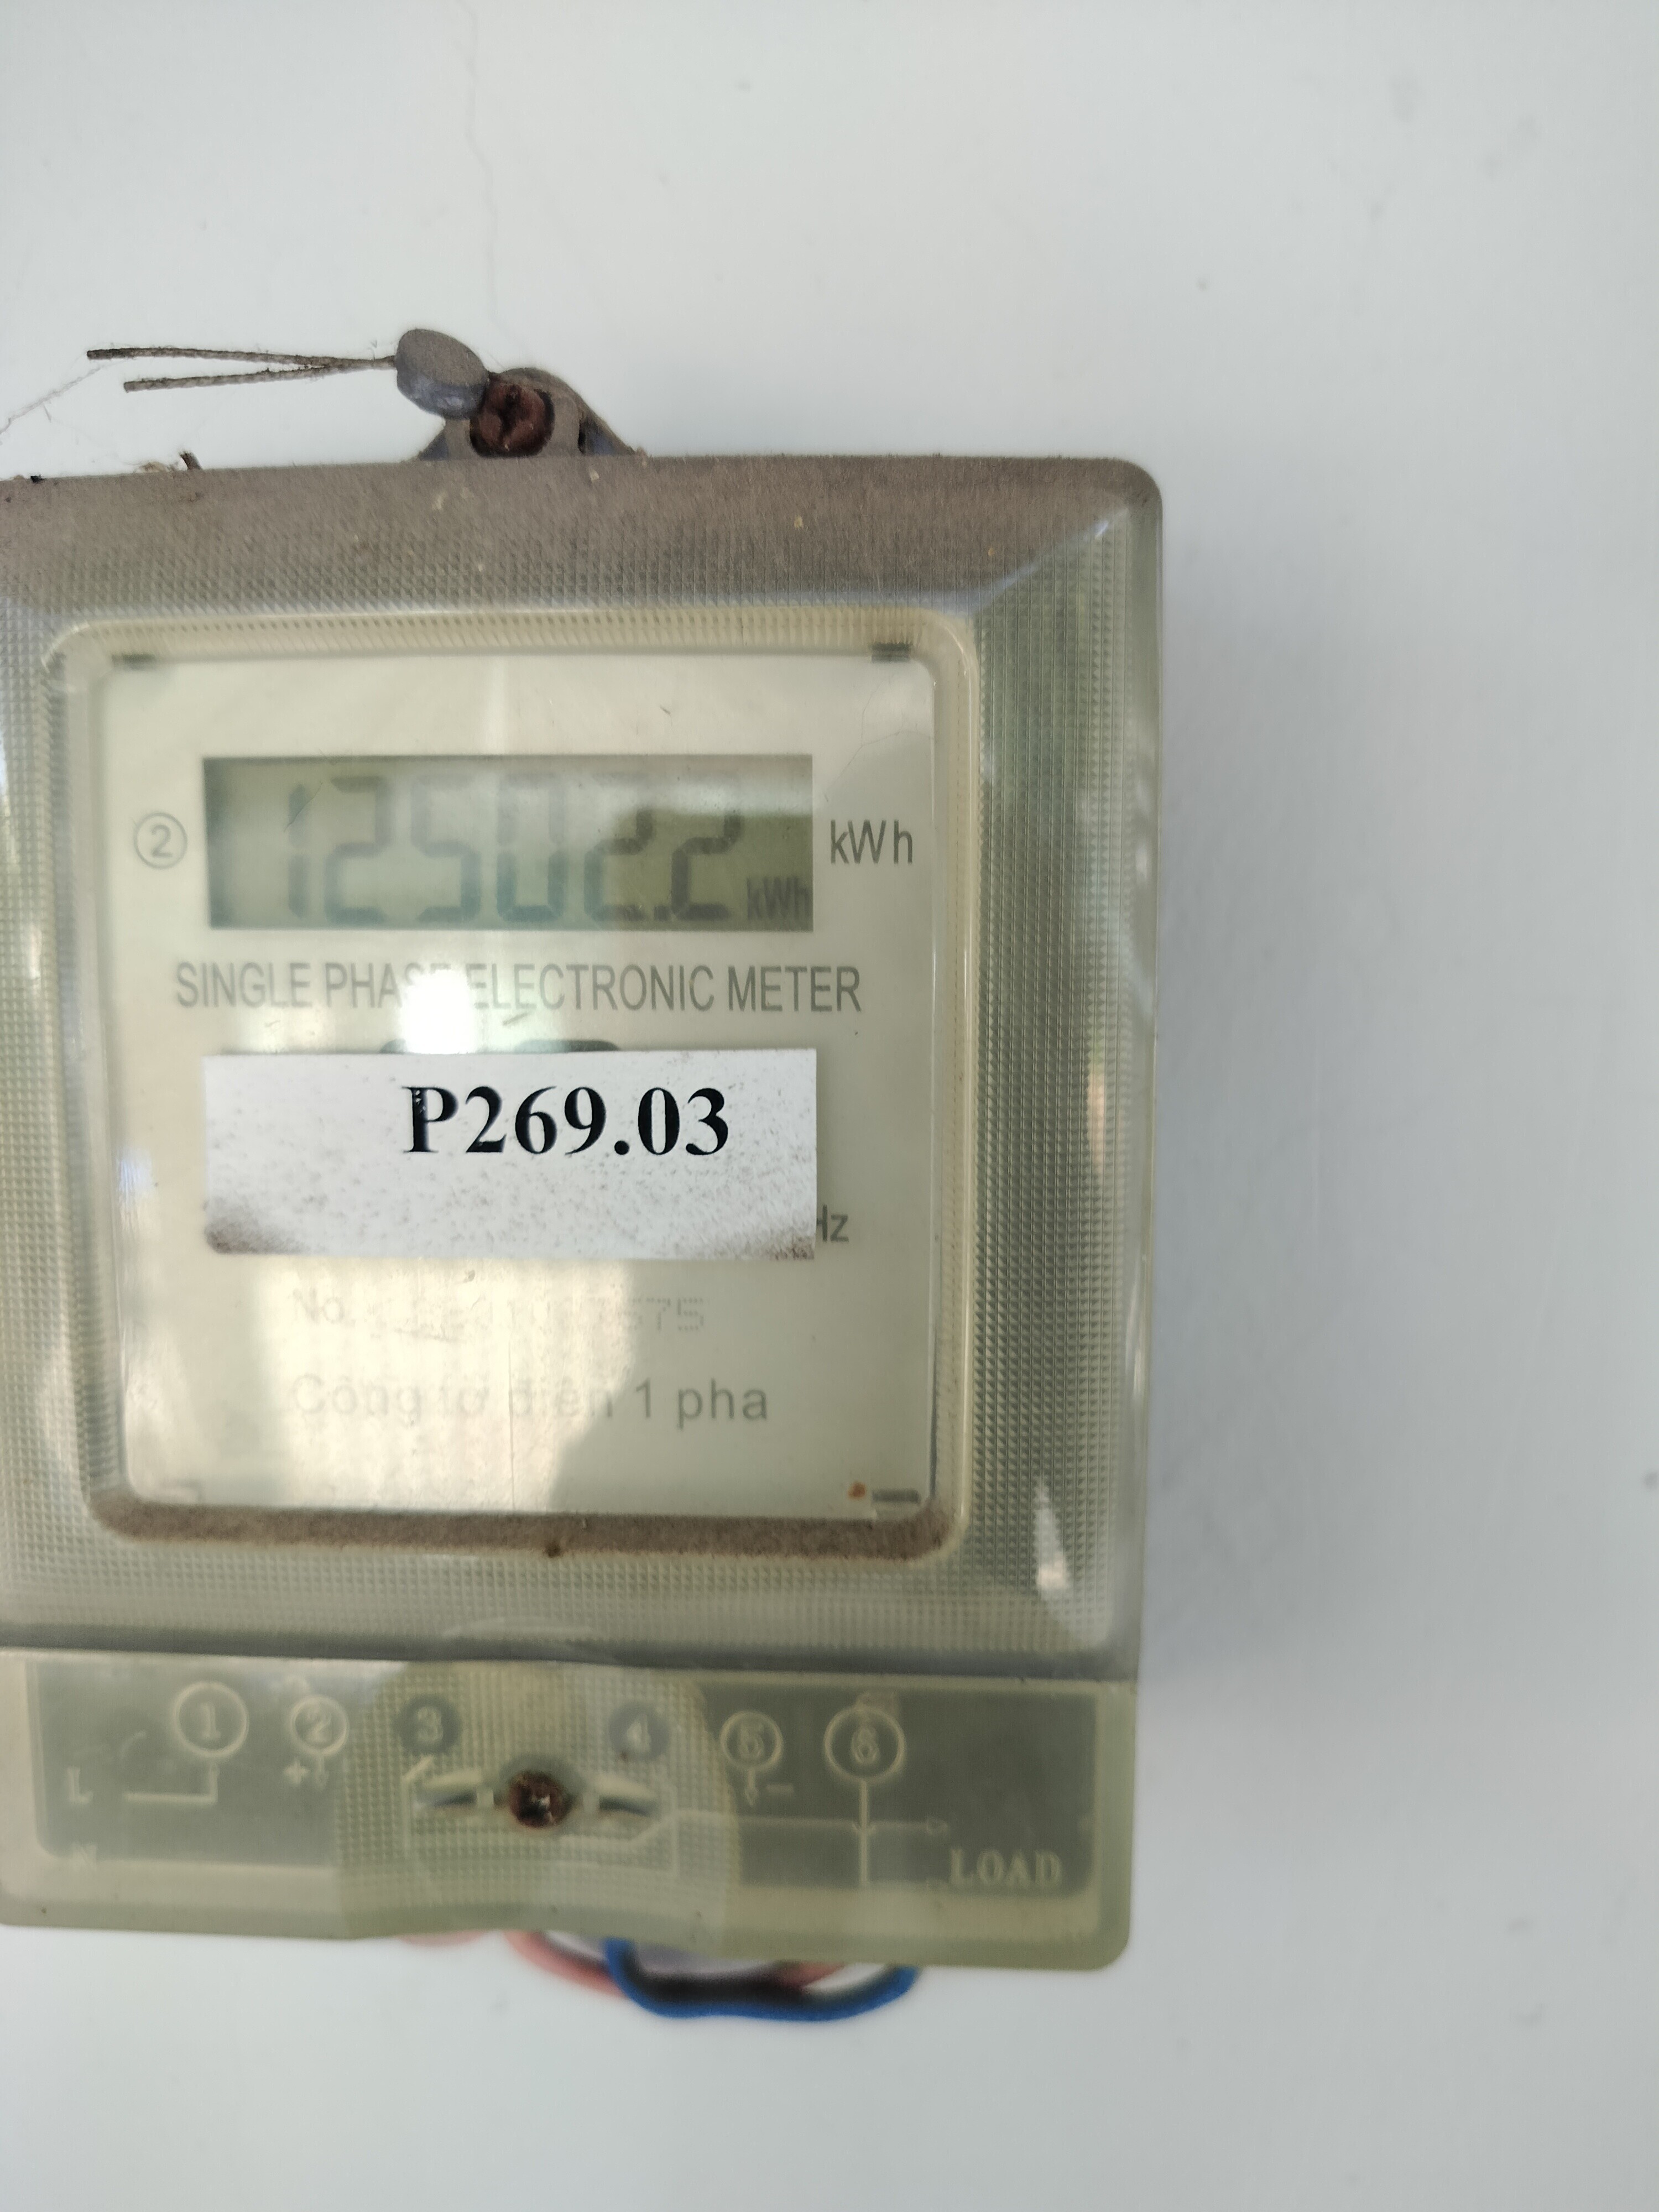 ② 12502.2 kWh kWh
SINGLE PHASE ELECTRONIC METER
P269.03
Hz
No.
Công tơ điện 1 pha
1 2 3 4 5 6
L
N
LOAD